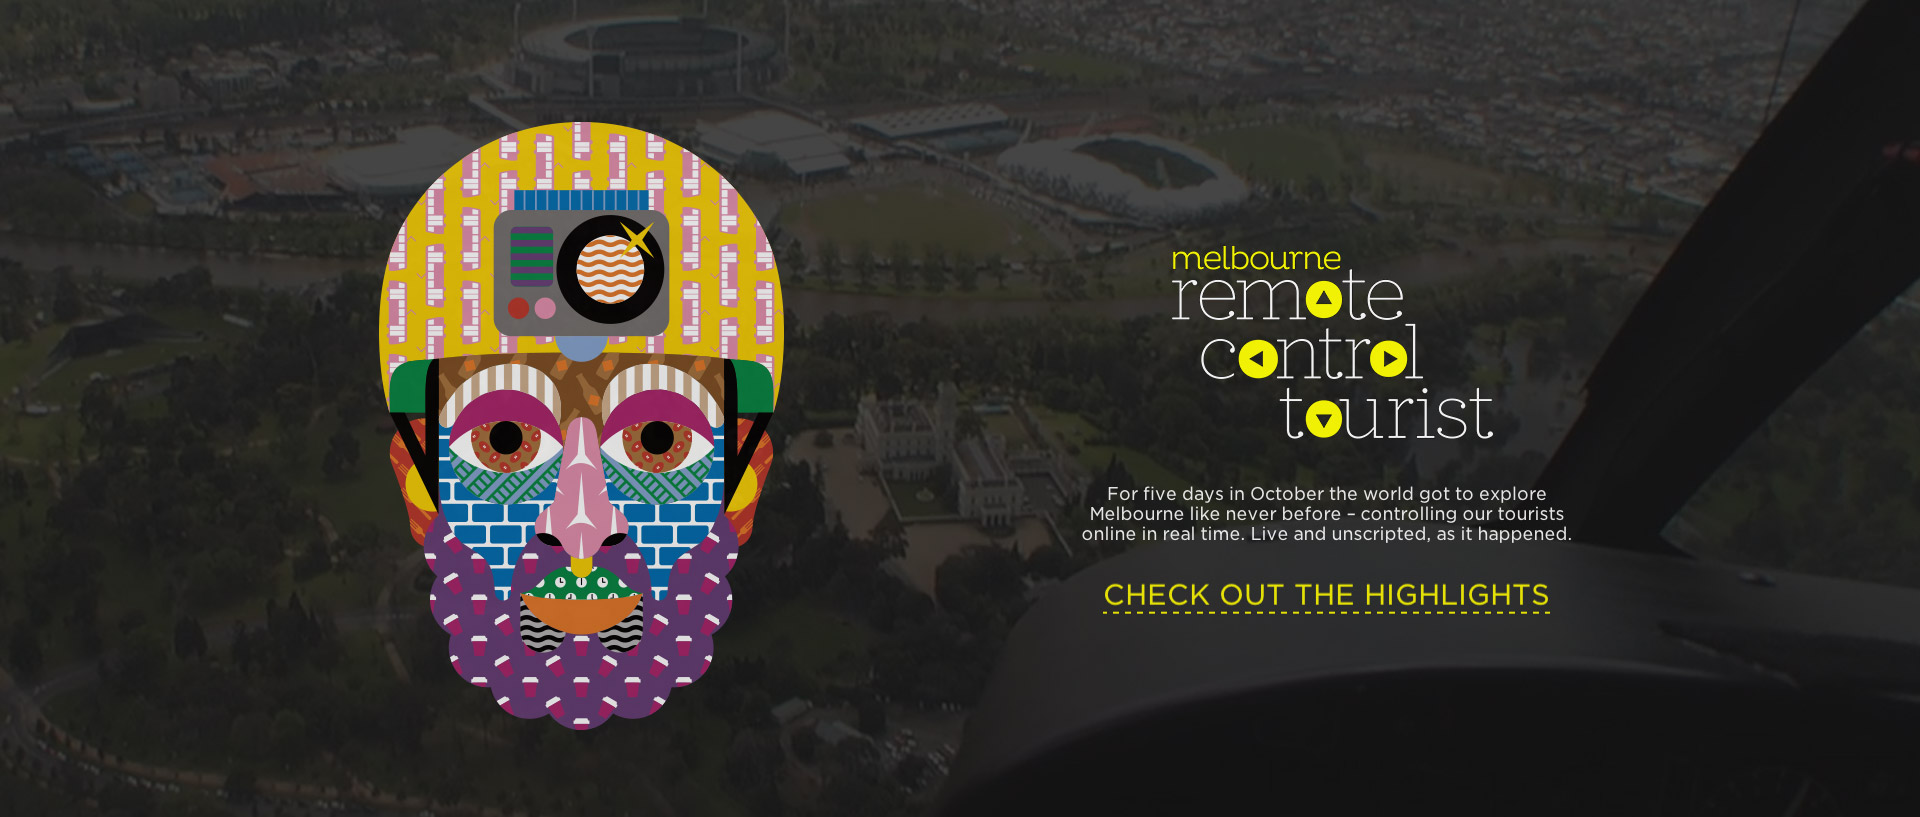 melbourne
remote
control
tourist
For five days in October the world got to explore
Melbourne like never before – controlling our tourists
online in real time. Live and unscripted, as it happened.
CHECK OUT THE HIGHLIGHTS